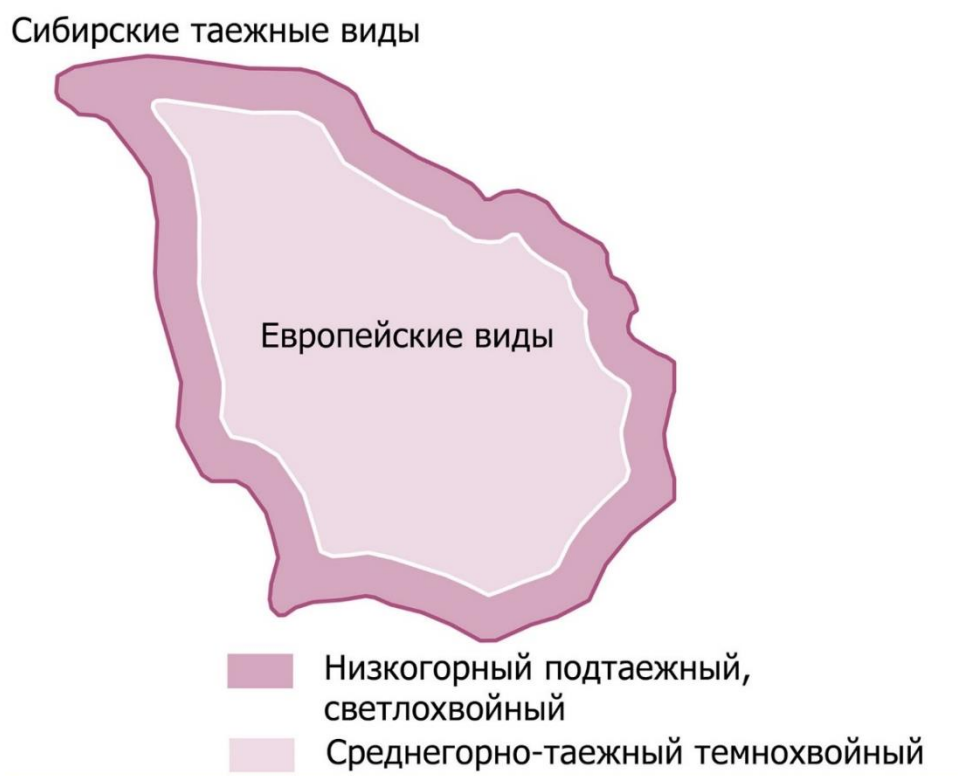 Сибирские таежные виды
Европейские виды
Низкогорный подтаежный,
светлохвойный
Среднегорно-таежный темнохвойный